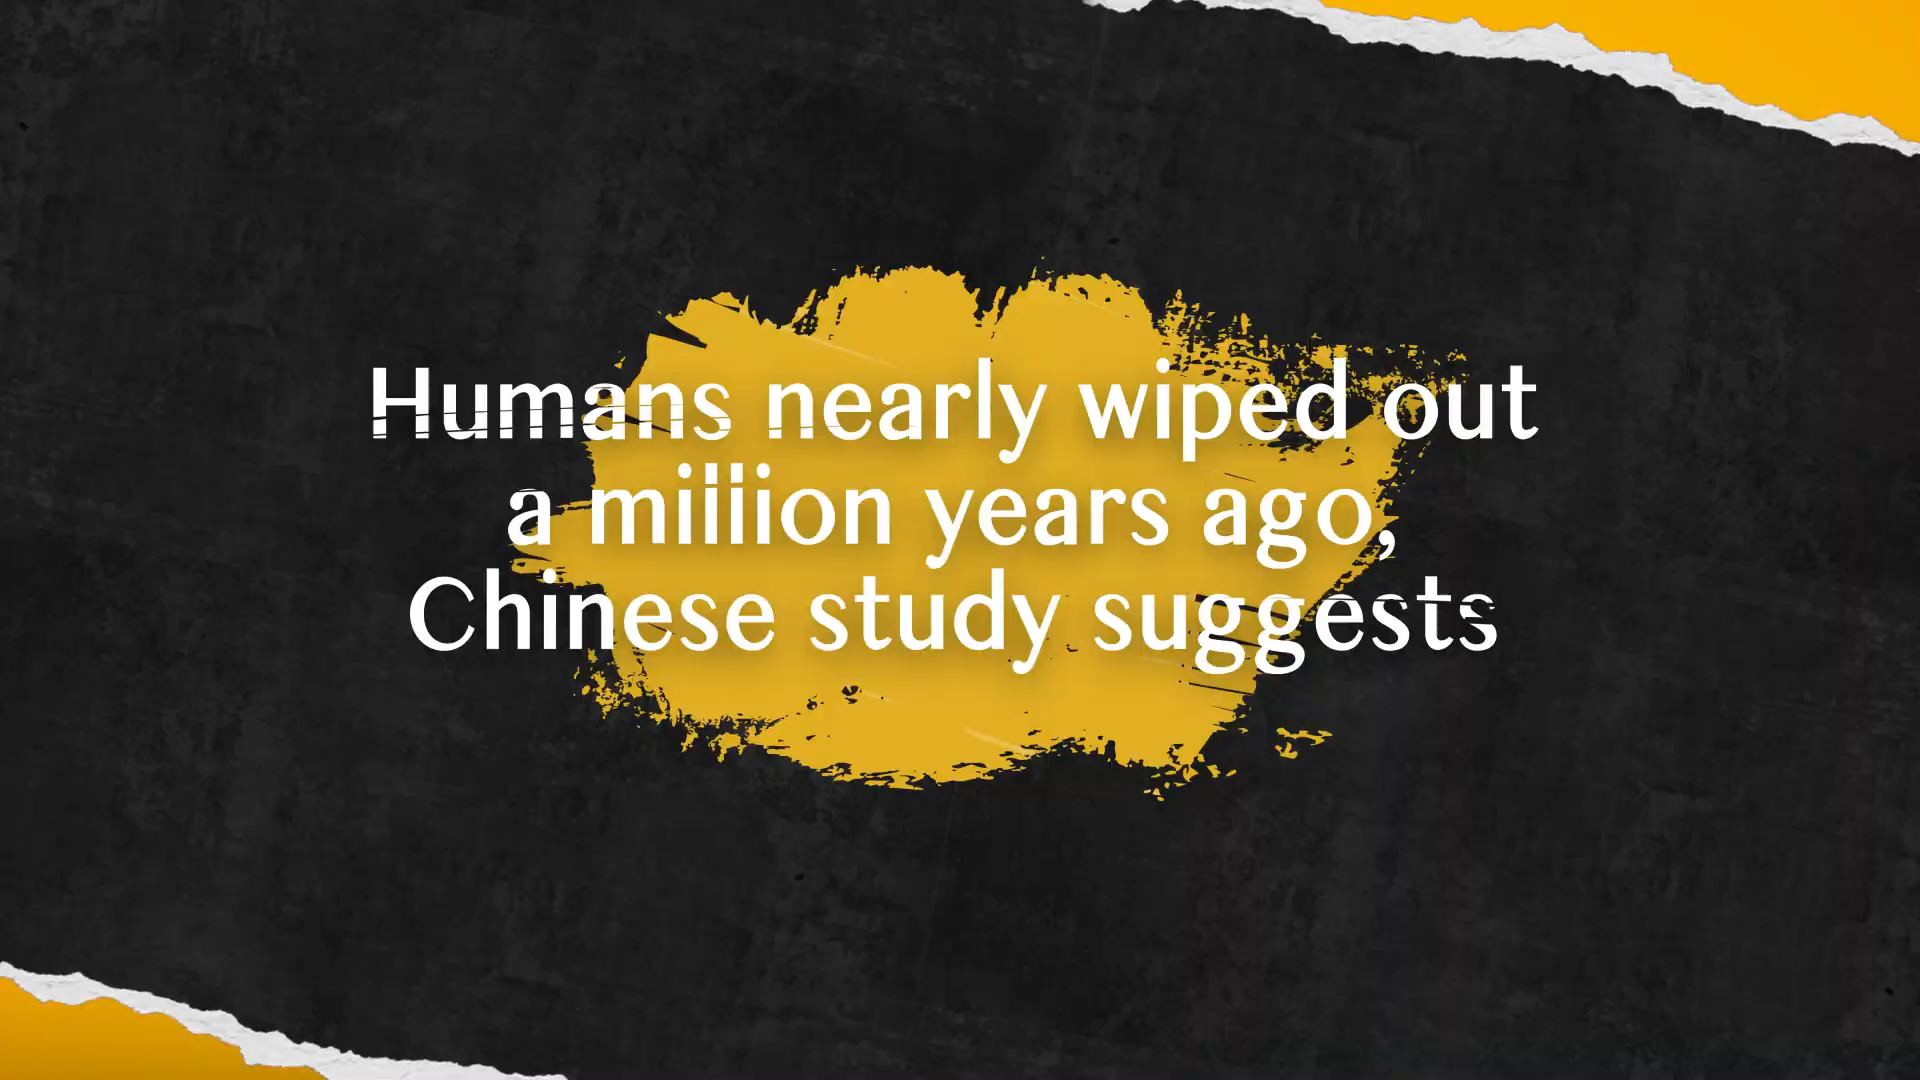 Humans nearly wiped out
a million years ago,
Chinese study suggests